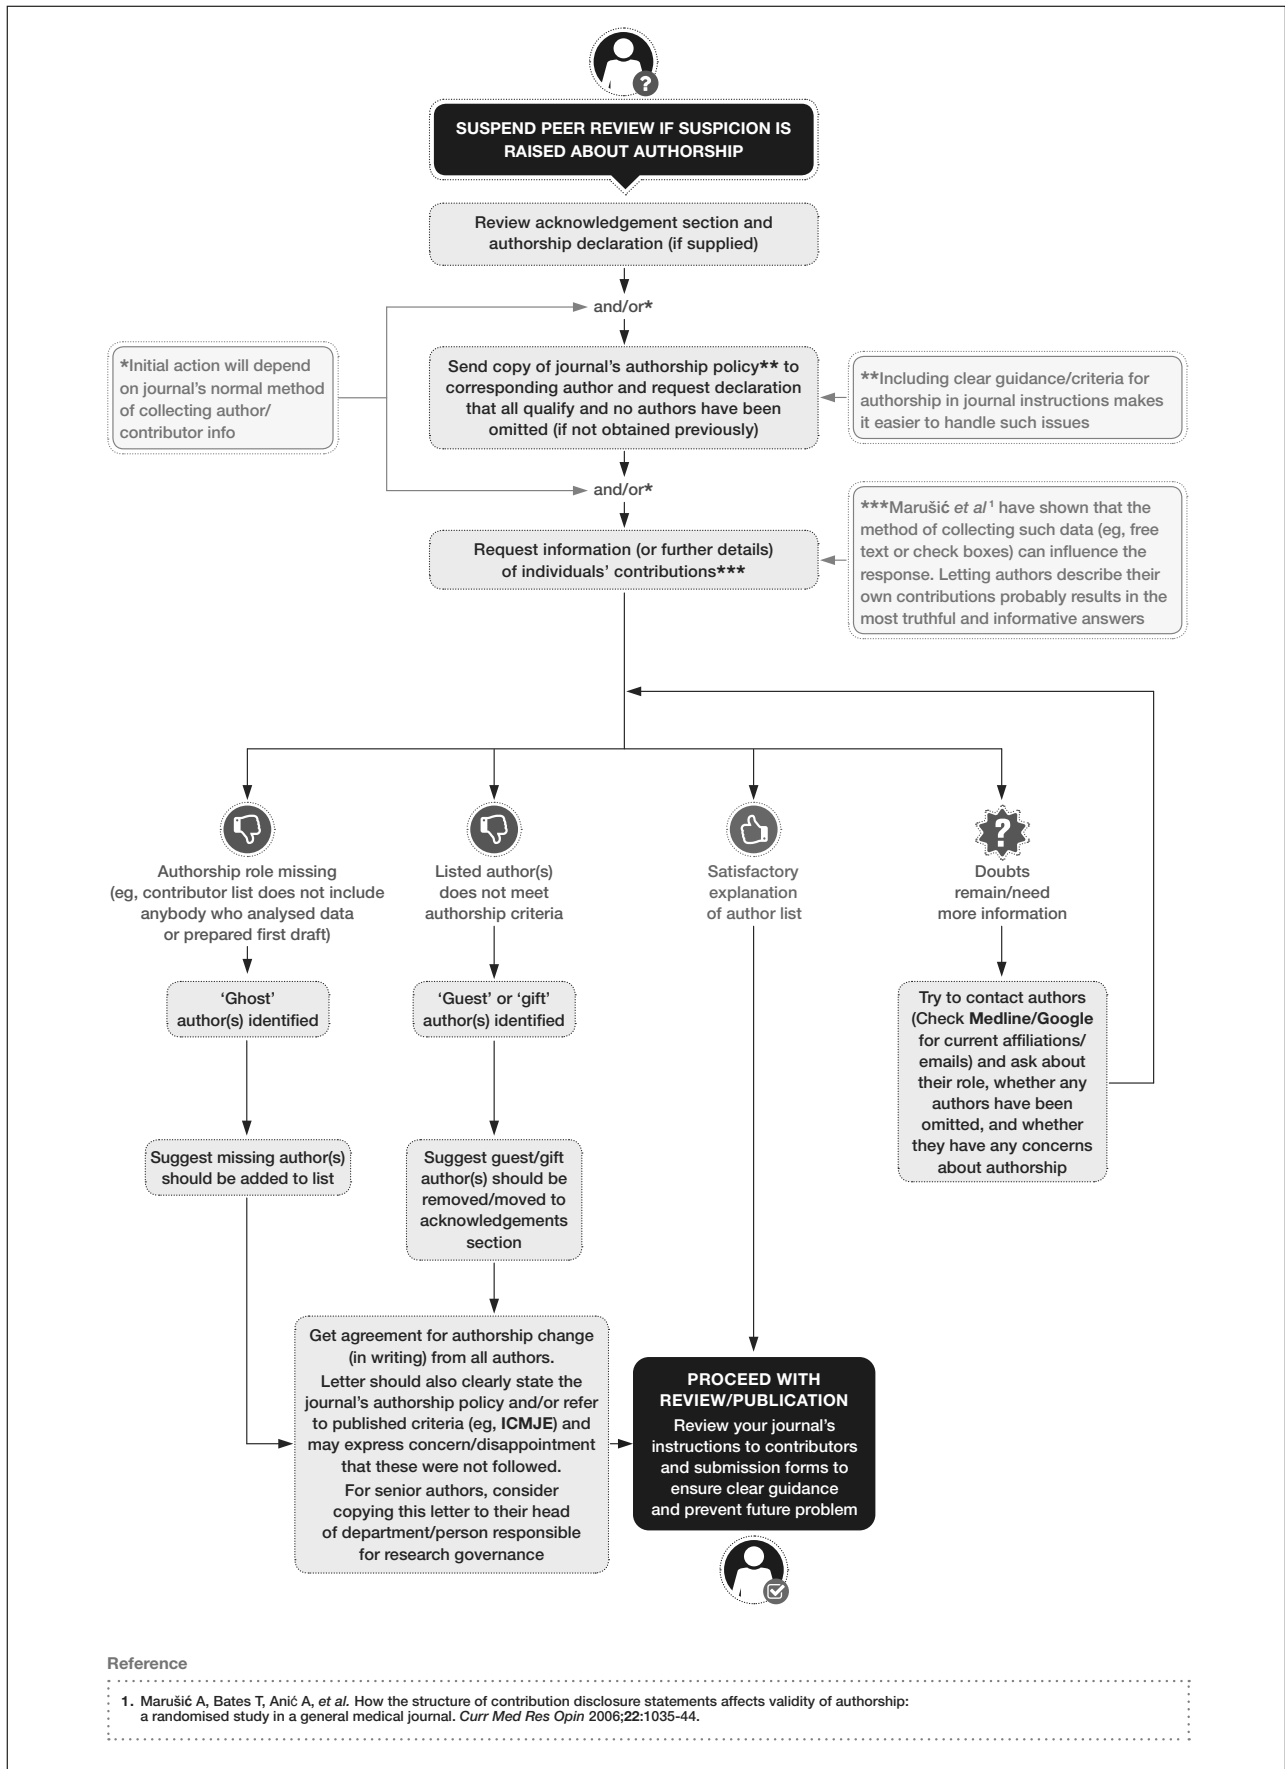 ?
SUSPEND PEER REVIEW IF SUSPICION IS
RAISED ABOUT AUTHORSHIP
Review acknowledgement section and
authorship declaration (if supplied)
and/or*
*Initial action will depend
on journal's normal method
of collecting author/
contributor info
Send copy of journal's authorship policy** to
corresponding author and request declaration
that all qualify and no authors have been
omitted (if not obtained previously)
**Including clear guidance/criteria for
authorship in journal instructions makes
it easier to handle such issues
and/or*
Request information (or further details)
of individuals' contributions***
***Marušić et al¹ have shown that the
method of collecting such data (eg, free
text or check boxes) can influence the
response. Letting authors describe their
own contributions probably results in the
most truthful and informative answers
Authorship role missing
(eg, contributor list does not include
anybody who analysed data
or prepared first draft)
Listed author(s)
does not meet
authorship criteria
Satisfactory
explanation
of author list
?
Doubts
remain/need
more information
'Ghost'
author(s) identified
'Guest' or 'gift'
author(s) identified
Try to contact authors
(Check Medline/Google
for current affiliations/
emails) and ask about
their role, whether any
authors have been
omitted, and whether
they have any concerns
about authorship
Suggest missing author(s)
should be added to list
Suggest guest/gift
author(s) should be
removed/moved to
acknowledgements
section
Get agreement for authorship change
(in writing) from all authors.
Letter should also clearly state the
journal's authorship policy and/or refer
to published criteria (eg, ICMJE) and
may express concern/disappointment
that these were not followed.
For senior authors, consider
copying this letter to their head
of department/person responsible
for research governance
PROCEED WITH
REVIEW/PUBLICATION
Review your journal's
instructions to contributors
and submission forms to
ensure clear guidance
and prevent future problem
Reference
1. Marušić A, Bates T, Anić A, et al. How the structure of contribution disclosure statements affects validity of authorship:
a randomised study in a general medical journal. Curr Med Res Opin 2006;22:1035-44.